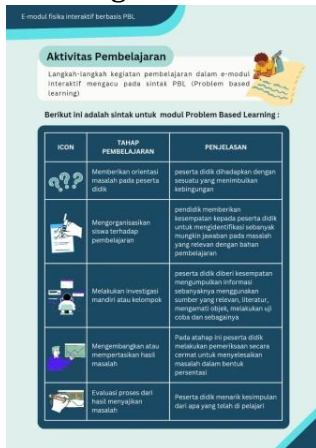 E-modul fisika interaktif berbasis PBL
Aktivitas Pembelajaran
Langkah-langkah kegiatan pembelajaran dalam e-modul
interaktif mengacu pada sintak PBL (Problem based
learning)
Berikut ini adalah sintak untuk modul Problem Based Learning :
ICON
TAHAP
PEMBELAJARAN
PENJELASAN
Memberikan orientasi
masalah pada peserta
didik
peserta didik dihadapkan dengan
sesuatu yang menimbulkan
kebingungan
Mengorganisasikan
siswa terhadap
pembelajaran
pendidik memberikan
kesempatan kepada peserta didik
untuk mengidentifikasi sebanyak
mungkin jawaban pada masalah
yang relevan dengan bahan
pembelajaran
Melakukan investigasi
mandiri atau kelompok
peserta didik diberi kesempatan
mengumpulkan informasi
sebanyaknya menggunakan
sumber yang relevan, literatur,
mengamati objek, melakukan uji
coba dan sebagainya
Mengembangkan atau
mempertasikan hasil
masalah
Pada atahap ini peserta didik
melakukan pemeriksaan secara
cermat untuk menyelesaikan
masalah dalam bentuk
persentasi
Evaluasi proses dari
hasil menyajikan
masalah
Peserta didik menarik kesimpulan
dari apa yang telah di pelajari